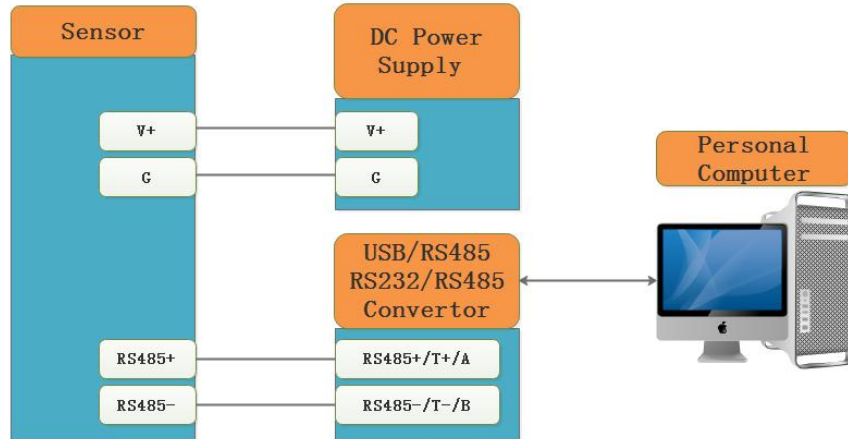 Sensor
DC Power
Supply
V+
V+
G
G
Personal
Computer
USB/RS485
RS232/RS485
Convertor
RS485+
RS485+/T+/A
RS485-
RS485-/T-/B